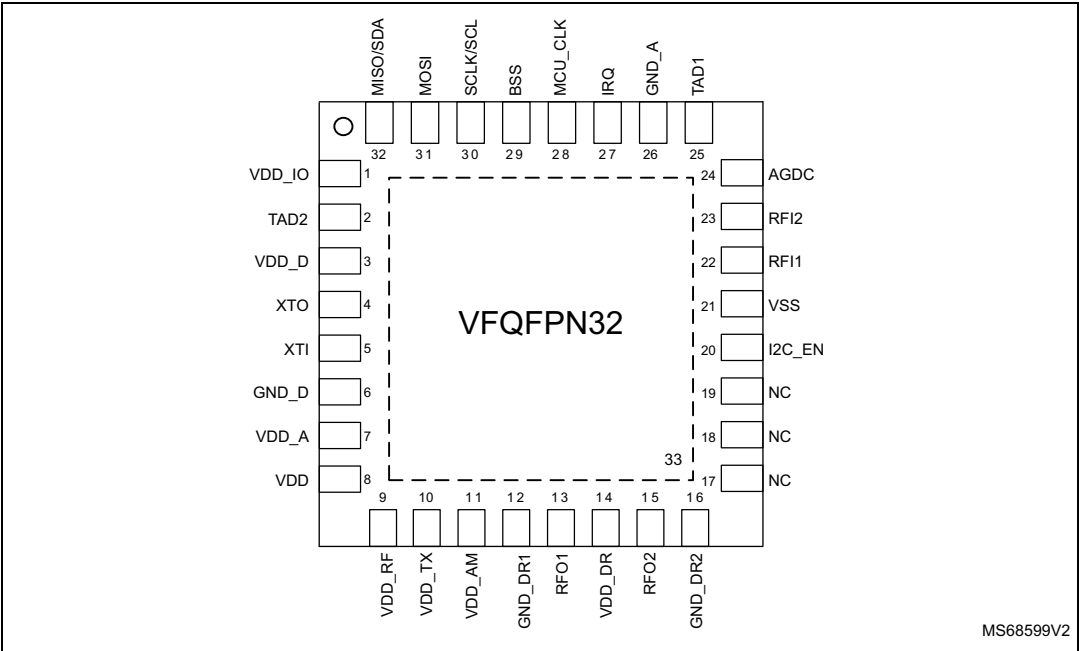 MISO/SDA
MOSI
SCLK/SCL
BSS
MCU_CLK
IRQ
GND_A
TAD1
32 31 30 29 28 27 26 25
VDD_IO 1
TAD2 2
VDD_D 3
XTO 4
XTI 5
GND_D 6
VDD_A 7
VDD 8
VFQFPN32
24 AGDC
23 RFI2
22 RFI1
21 VSS
20 I2C_EN
19 NC
18 NC
17 NC
33
9 10 11 12 13 14 15 16
VDD_RF
VDD_TX
VDD_AM
GND_DR1
RFO1
VDD_DR
RFO2
GND_DR2
MS68599V2